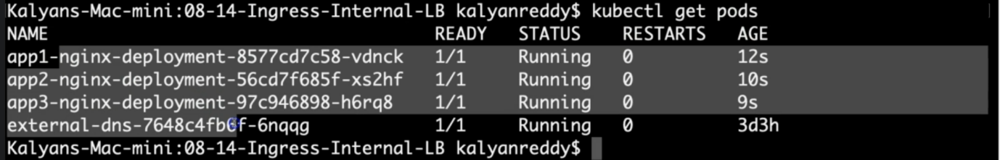 Kalyans-Mac-mini:08-14-Ingress-Internal-LB kalyanreddy$ kubectl get pods
NAME READY STATUS RESTARTS AGE
app1-nginx-deployment-8577cd7c58-vdnck 1/1 Running 0 12s
app2-nginx-deployment-56cd7f685f-xs2hf 1/1 Running 0 10s
app3-nginx-deployment-97c946898-h6rq8 1/1 Running 0 9s
external-dns-7648c4fb6f-6nqqg 1/1 Running 0 3d3h
Kalyans-Mac-mini:08-14-Ingress-Internal-LB kalyanreddy$